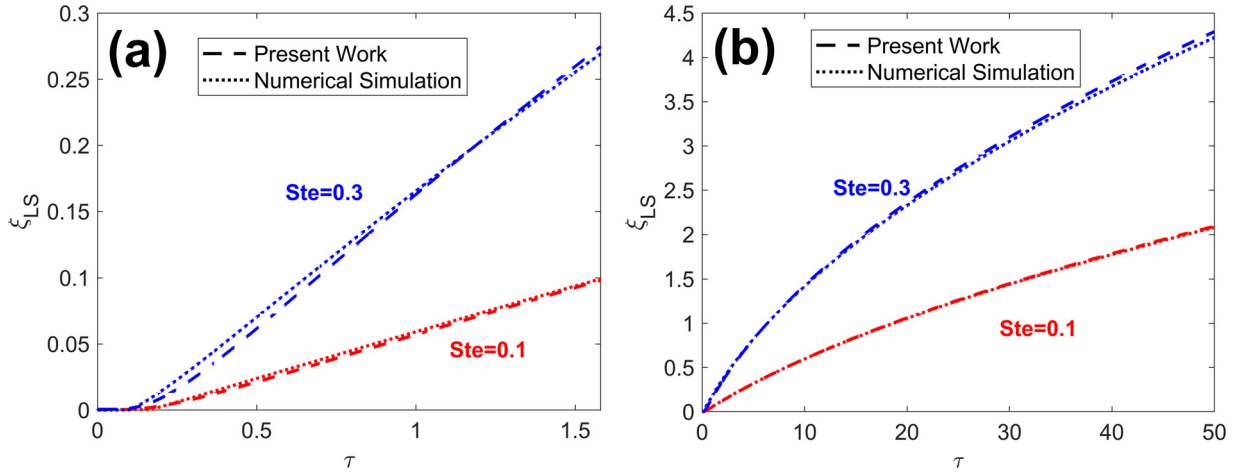 (a)
Present Work
Numerical Simulation
Ste=0.3
Ste=0.1
0.3
0.25
0.2
0.15
0.1
0.05
0
ξLS
0 0.5 1 1.5
τ
(b)
Present Work
Numerical Simulation
Ste=0.3
Ste=0.1
4.5
4
3.5
3
2.5
2
1.5
1
0.5
0
ξLS
0 10 20 30 40 50
τ